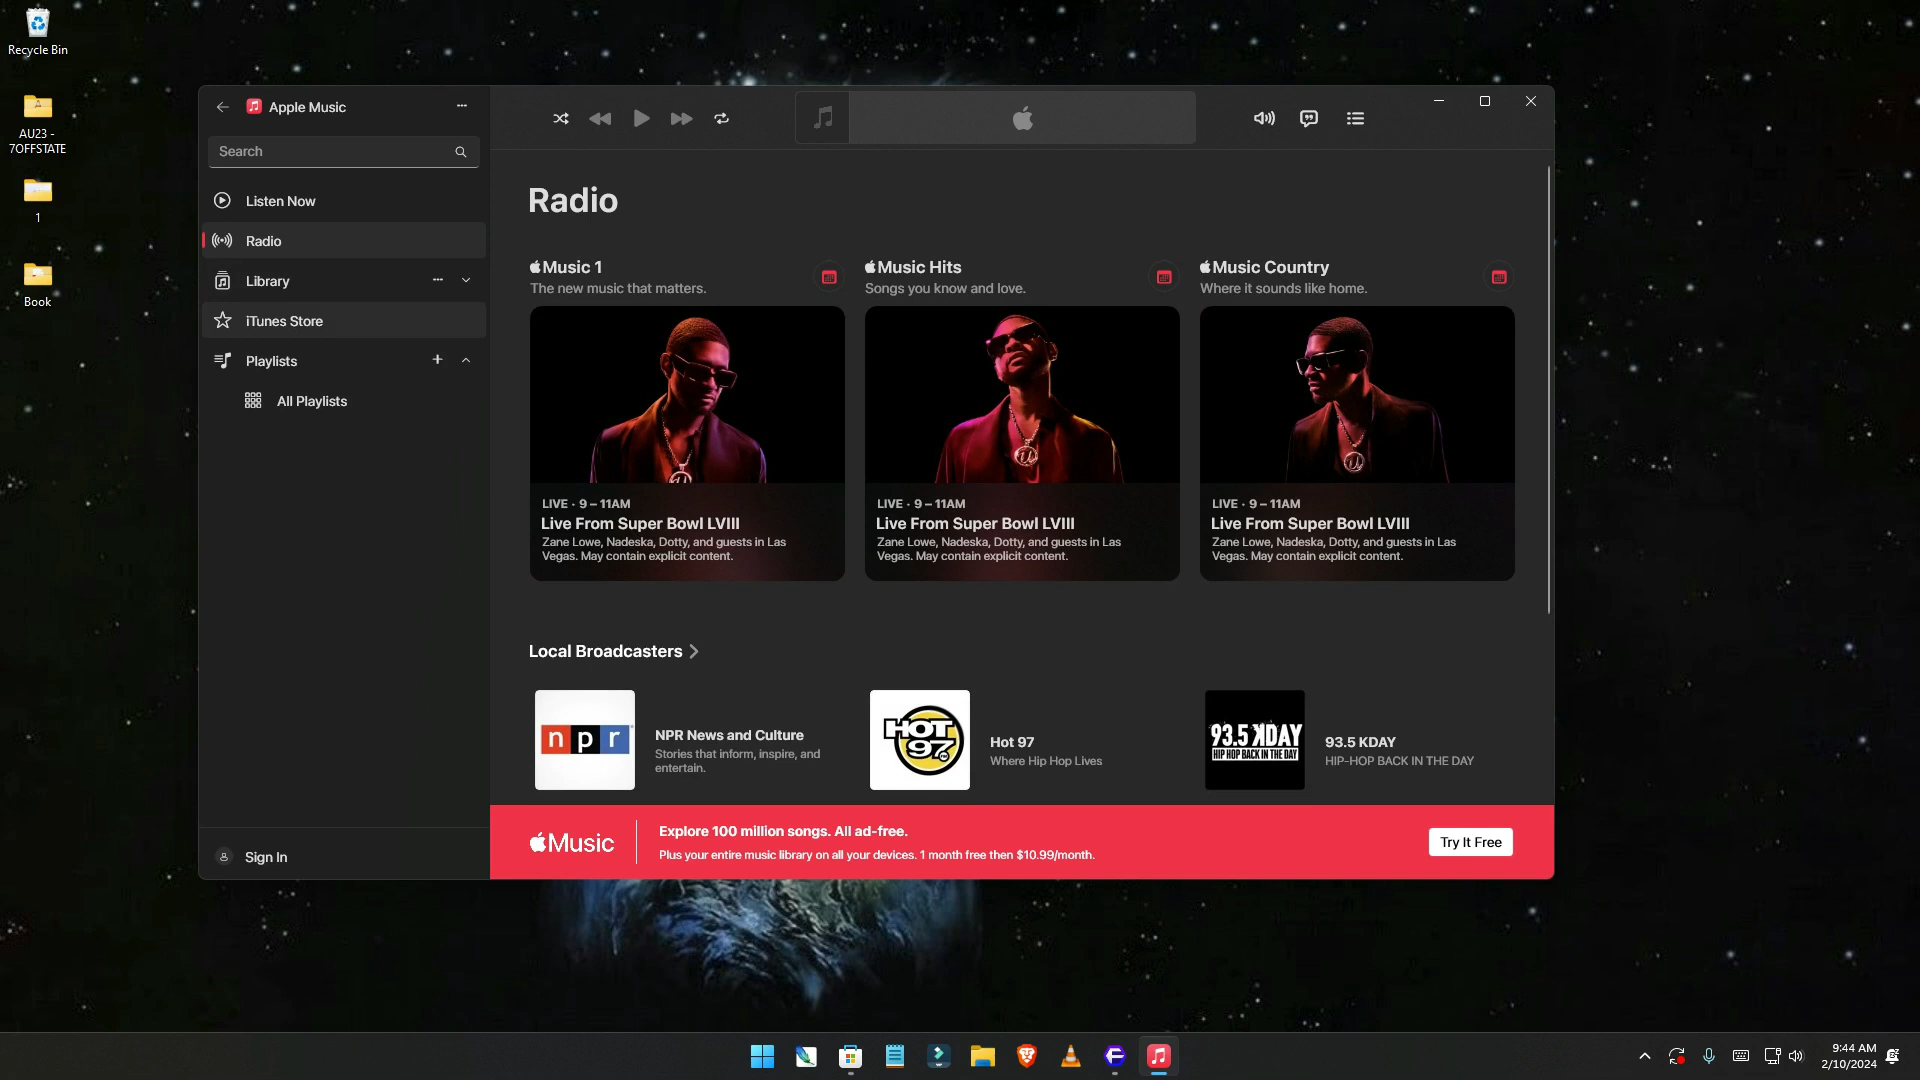 Recycle Bin
AU23 -
7OFFSTATE
1
Book
Apple Music
Search
Listen Now
Radio
Library
iTunes Store
Playlists
All Playlists
Sign In
Radio
Music 1
The new music that matters.
Music Hits
Songs you know and love.
Music Country
Where it sounds like home.
LIVE · 9 – 11AM
Live From Super Bowl LVIII
Zane Lowe, Nadeska, Dotty, and guests in Las
Vegas. May contain explicit content.
LIVE · 9 – 11AM
Live From Super Bowl LVIII
Zane Lowe, Nadeska, Dotty, and guests in Las
Vegas. May contain explicit content.
LIVE · 9 – 11AM
Live From Super Bowl LVIII
Zane Lowe, Nadeska, Dotty, and guests in Las
Vegas. May contain explicit content.
Local Broadcasters
npr
NPR News and Culture
Stories that inform, inspire, and
entertain.
HOT
97
Hot 97
Where Hip Hop Lives
93.5 KDAY
HIP HOP BACK IN THE DAY
93.5 KDAY
HIP-HOP BACK IN THE DAY
Music
Explore 100 million songs. All ad-free.
Plus your entire music library on all your devices. 1 month free then $10.99/month.
Try It Free
9:44 AM
2/10/2024